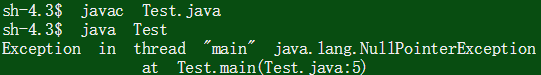 sh-4.3$ javac Test.java
sh-4.3$ java Test
Exception in thread "main" java.lang.NullPointerException
at Test.main(Test.java:5)